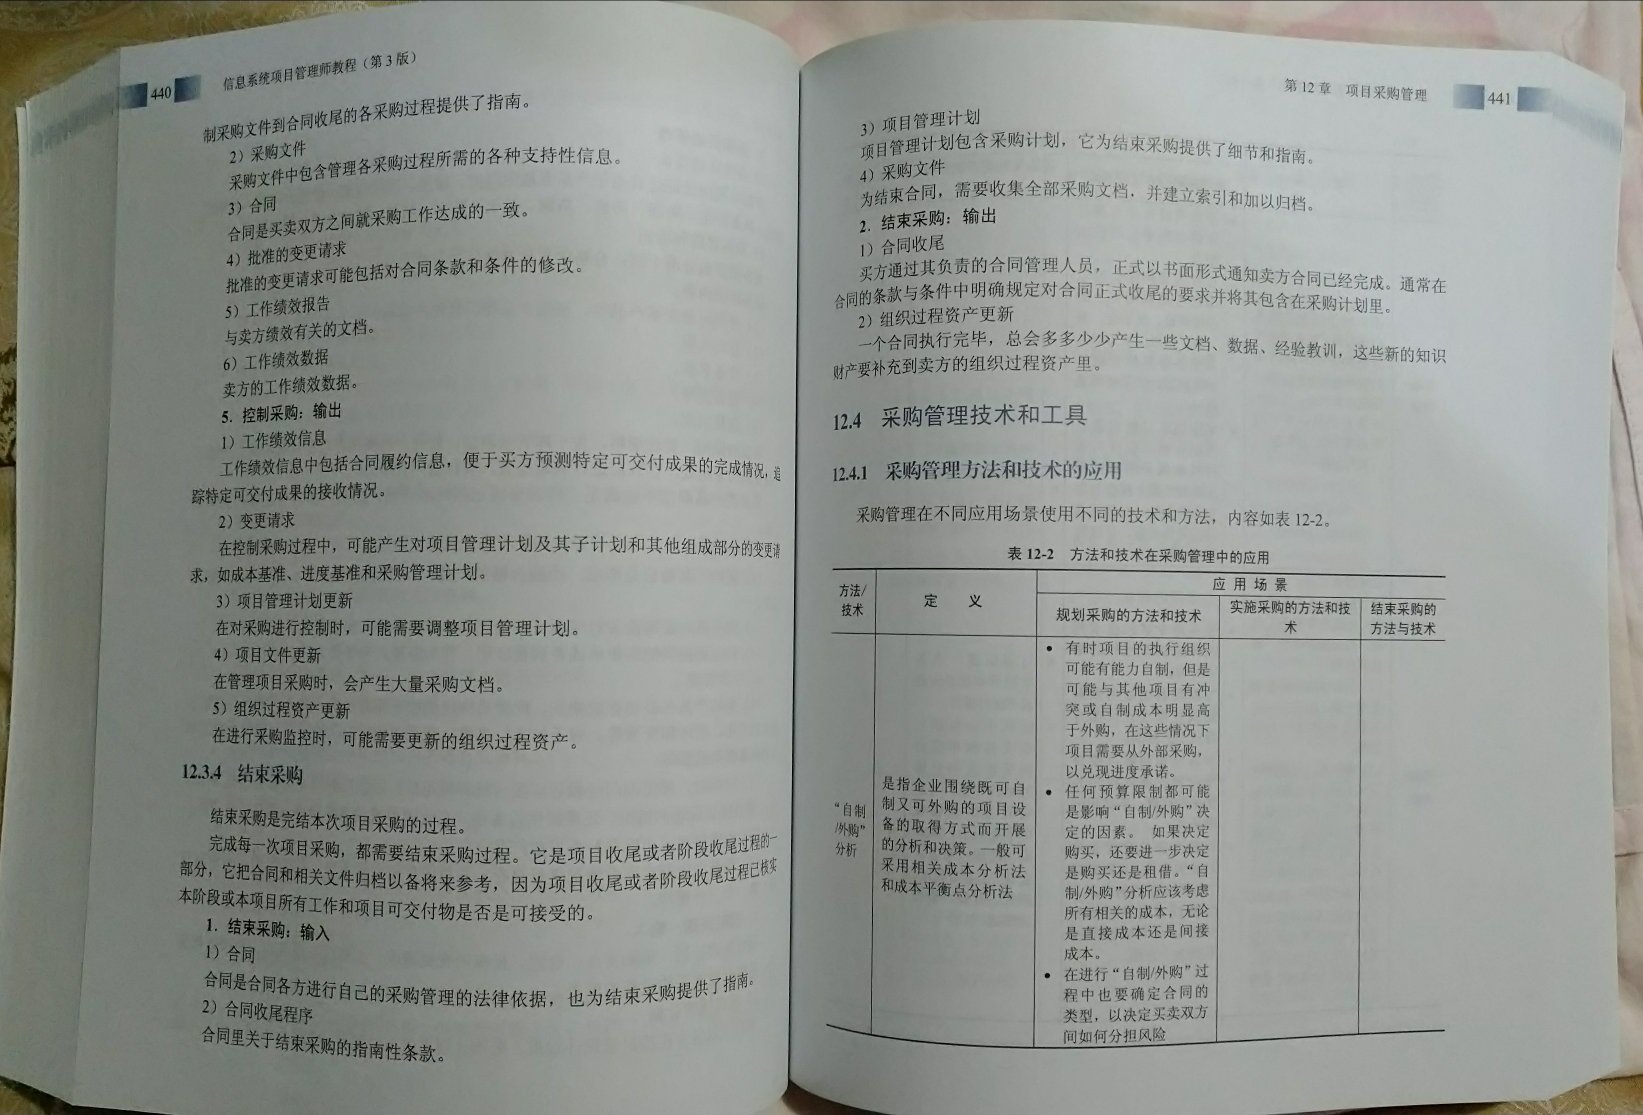 440 信息系统项目管理师教程（第3版）
制采购文件到合同收尾的各采购过程提供了指南。
2）采购文件
采购文件中包含管理各采购过程所需的各种支持性信息。
3）合同
合同是买卖双方之间就采购工作达成的一致。
4）批准的变更请求
批准的变更请求可能包括对合同条款和条件的修改。
5）工作绩效报告
与卖方绩效有关的文档。
6）工作绩效数据
卖方的工作绩效数据。
5．控制采购：输出
1）工作绩效信息
工作绩效信息中包括合同履约信息，便于买方预测特定可交付成果的完成情况，追
踪特定可交付成果的接收情况。
2）变更请求
在控制采购过程中，可能产生对项目管理计划及其子计划和其他组成部分的变更请
求，如成本基准、进度基准和采购管理计划。
3）项目管理计划更新
在对采购进行控制时，可能需要调整项目管理计划。
4）项目文件更新
在管理项目采购时，会产生大量采购文档。
5）组织过程资产更新
在进行采购监控时，可能需要更新的组织过程资产。
12.3.4 结束采购
结束采购是完结本次项目采购的过程。
完成每一次项目采购，都需要结束采购过程。它是项目收尾或者阶段收尾过程的一
部分，它把合同和相关文件归档以备将来参考，因为项目收尾或者阶段收尾过程已核实
本阶段或本项目所有工作和项目可交付物是否是可接受的。
1．结束采购：输入
1）合同
合同是合同各方进行自己的采购管理的法律依据，也为结束采购提供了指南。
2）合同收尾程序
合同里关于结束采购的指南性条款。
第12章 项目采购管理 441
3）项目管理计划
项目管理计划包含采购计划，它为结束采购提供了细节和指南。
4）采购文件
为结束合同，需要收集全部采购文档，并建立索引和加以归档。
2．结束采购：输出
1）合同收尾
买方通过其负责的合同管理人员，正式以书面形式通知卖方合同已经完成。通常在
合同的条款与条件中明确规定对合同正式收尾的要求并将其包含在采购计划里。
2）组织过程资产更新
一个合同执行完毕，总会多多少少产生一些文档、数据、经验教训，这些新的知识
财产要补充到卖方的组织过程资产里。
12.4 采购管理技术和工具
12.4.1 采购管理方法和技术的应用
采购管理在不同应用场景使用不同的技术和方法，内容如表12-2。
表12-2 方法和技术在采购管理中的应用
方法/
技术
定 义
应 用 场 景
规划采购的方法和技术
实施采购的方法和技
术
结束采购的
方法与技术
“自制
/外购”
分析
是指企业围绕既可自
制又可外购的项目设
备的取得方式而开展
的分析和决策。一般可
采用相关成本分析法
和成本平衡点分析法
• 有时项目的执行组织
可能有能力自制，但是
可能与其他项目有冲
突或自制成本明显高
于外购，在这些情况下
项目需要从外部采购，
以兑现进度承诺。
• 任何预算限制都可能
是影响“自制/外购”决
定的因素。 如果决定
购买，还要进一步决定
是购买还是租借。“自
制/外购”分析应该考虑
所有相关的成本，无论
是直接成本还是间接
成本。
• 在进行“自制/外购”过
程中也要确定合同的
类型，以决定买卖双方
间如何分担风险